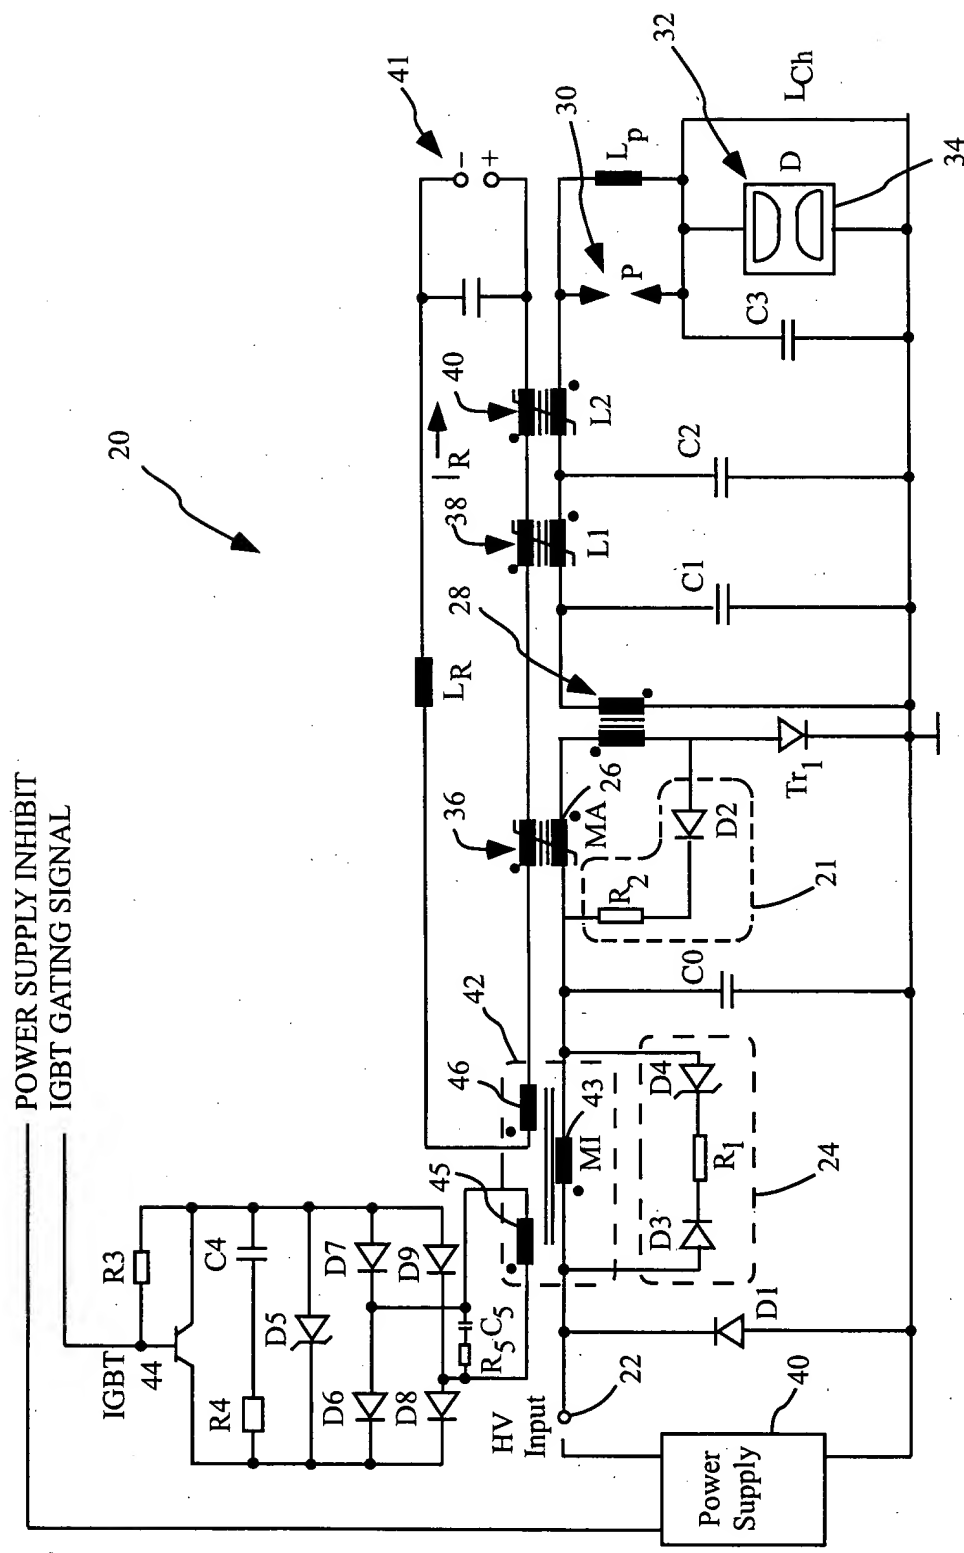 POWER SUPPLY INHIBIT
IGBT GATING SIGNAL
20
41
IGBT
44
R3
R4
C4
D5
D6
D7
D8
D9
R5
C5
LR
IR
–
+
42
45
46
36
38
40
28
30
32
HV
Input
22
MI
43
MA
26
L1
L2
P
Lp
LCh
D
34
D1
D3
R1
D4
24
C0
R2
D2
21
Tr1
C1
C2
C3
Power
Supply
40